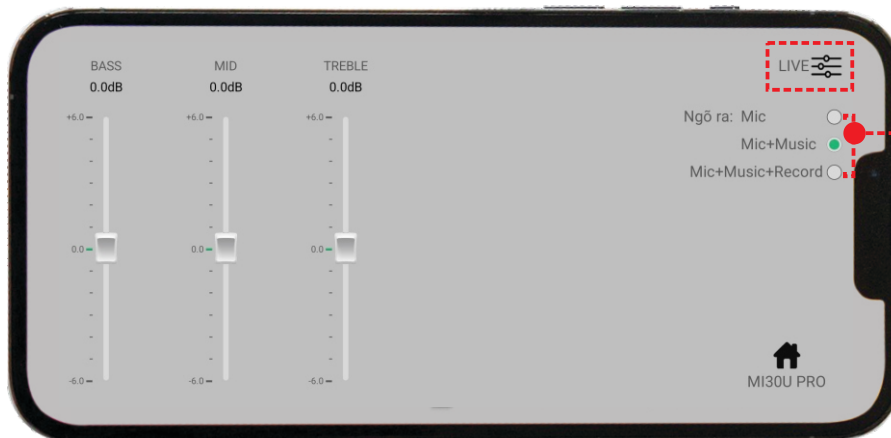 BASS MID TREBLE LIVE
0.0dB 0.0dB 0.0dB
+6.0 +6.0 +6.0
Ngõ ra: Mic
Mic+Music
Mic+Music+Record
0.0 0.0 0.0
-6.0 -6.0 -6.0
MI30U PRO